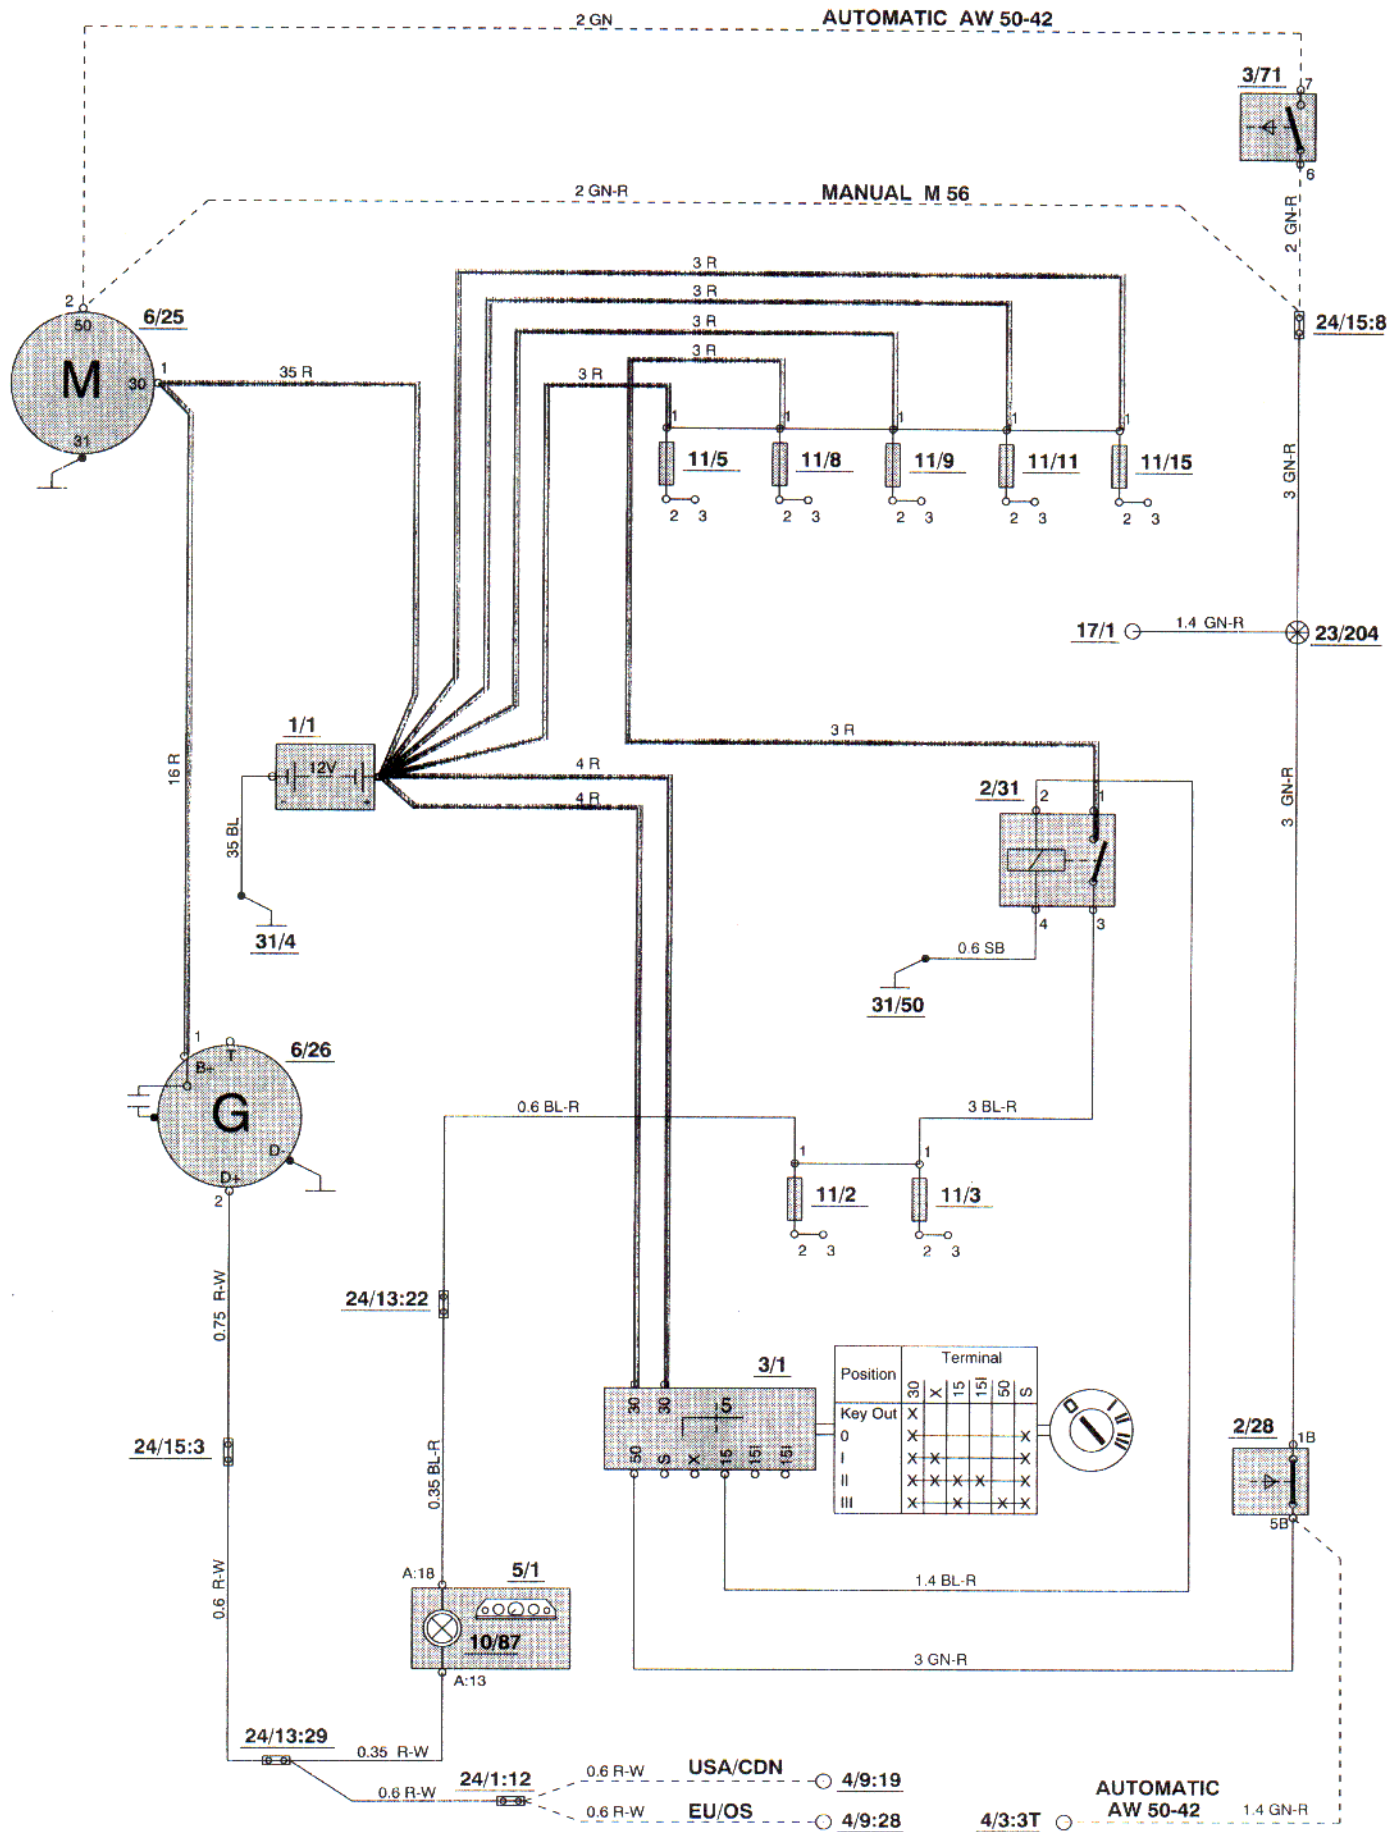 2 GN
AUTOMATIC AW 50-42
3/71
7
6
2 GN-R
2 GN-R
MANUAL M 56
3 R
3 R
3 R
3 R
3 R
2
50
6/25
M
1
30
35 R
31
24/15:8
1
1
1
1
1
11/5
11/8
11/9
11/11
11/15
2 3
2 3
2 3
2 3
2 3
3 GN-R
17/1
1.4 GN-R
23/204
1/1
12V
- +
16 R
35 BL
31/4
4 R
4 R
3 R
2/31
2
1
4
3
0.6 SB
31/50
3 GN-R
1
T
6/26
B+
G
D-
D+
2
0.6 BL-R
3 BL-R
1
1
11/2
11/3
2 3
2 3
0.75 R-W
24/13:22
3/1
30
30
5
50
S
X
15
15I
15I
Position
Terminal
30
X
15
15I
50
S
Key Out X
0 X X
I X X X
II X X X X X
III X X X X
0
I
II
III
24/15:3
0.35 BL-R
2/28
1B
5B
0.6 R-W
A:18
5/1
10/87
A:13
1.4 BL-R
3 GN-R
24/13:29
0.35 R-W
0.6 R-W
24/1:12
0.6 R-W
USA/CDN
4/9:19
0.6 R-W
EU/OS
4/9:28
AUTOMATIC
AW 50-42
4/3:3T
1.4 GN-R